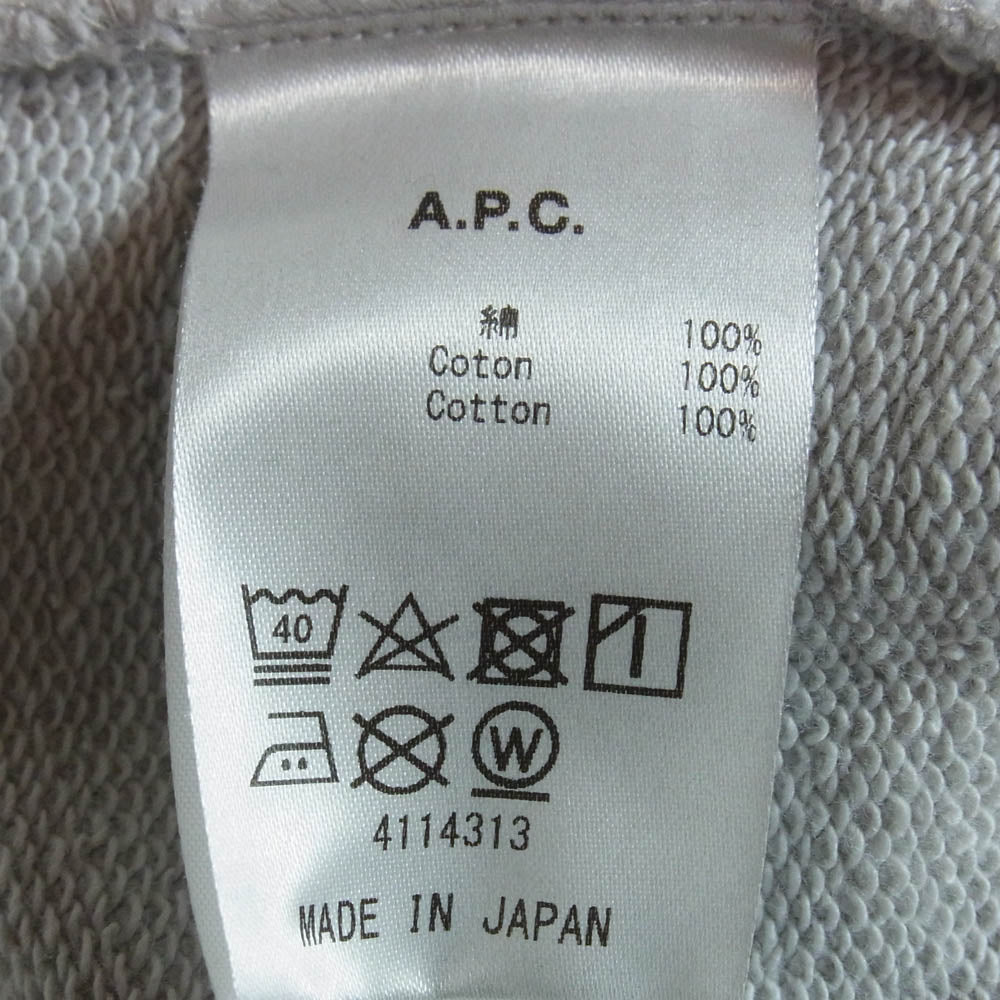 A.P.C.
綿 100%
Coton 100%
Cotton 100%
40
W
4114313
MADE IN JAPAN